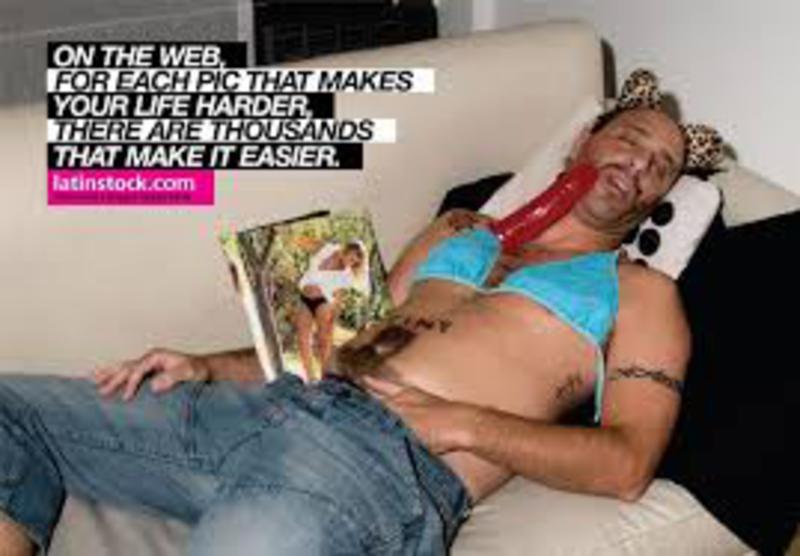 ON THE WEB,
FOR EACH PIC THAT MAKES
YOUR LIFE HARDER,
THERE ARE THOUSANDS
THAT MAKE IT EASIER.
latinstock.com